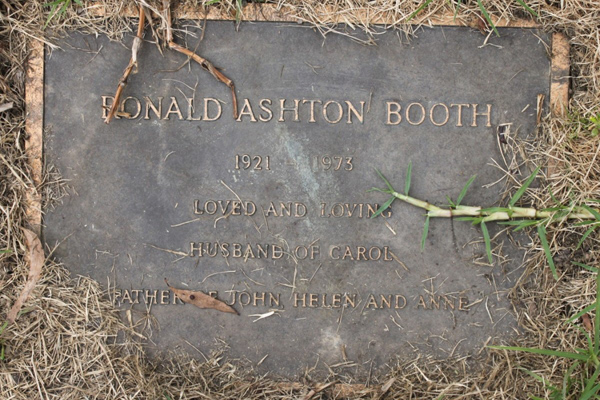 RONALD ASHTON BOOTH
1921 - 1973
LOVED AND LOVING
HUSBAND OF CAROL
FATHER OF JOHN, HELEN AND ANNE